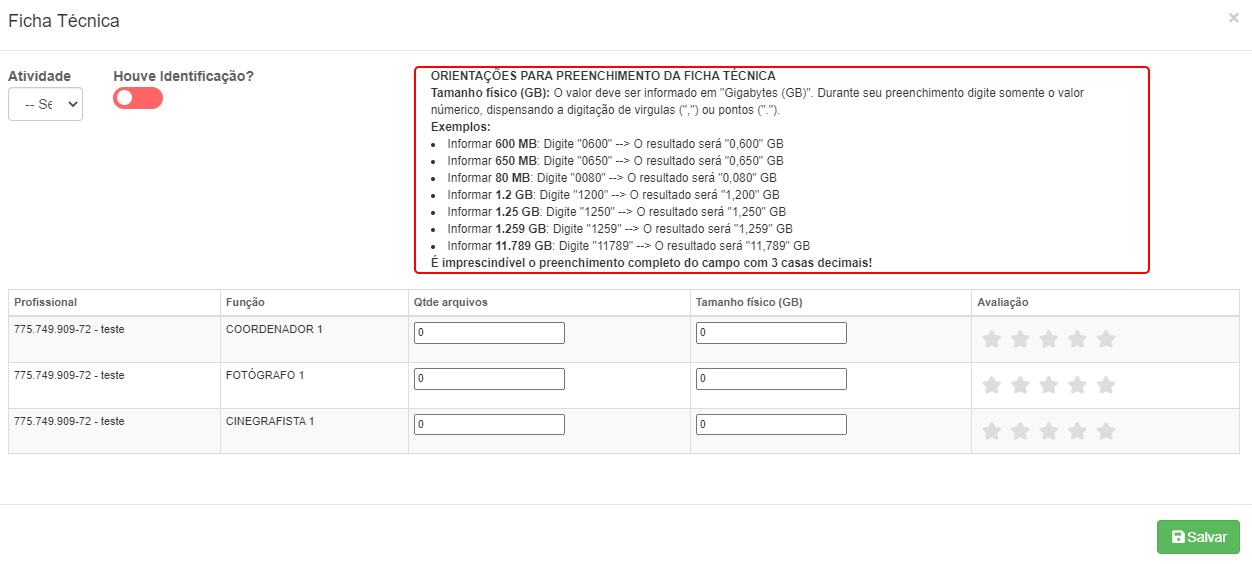 Ficha Técnica
×
Atividade
Houve Identificação?
-- Se
ORIENTAÇÕES PARA PREENCHIMENTO DA FICHA TÉCNICA
Tamanho físico (GB): O valor deve ser informado em "Gigabytes (GB)". Durante seu preenchimento digite somente o valor
númerico, dispensando a digitação de virgulas (",") ou pontos (".").
Exemplos:
• Informar 600 MB: Digite "0600" --> O resultado será "0,600" GB
• Informar 650 MB: Digite "0650" --> O resultado será "0,650" GB
• Informar 80 MB: Digite "0080" --> O resultado será "0,080" GB
• Informar 1.2 GB: Digite "1200" --> O resultado será "1,200" GB
• Informar 1.25 GB: Digite "1250" --> O resultado será "1,250" GB
• Informar 1.259 GB: Digite "1259" --> O resultado será "1,259" GB
• Informar 11.789 GB: Digite "11789" --> O resultado será "11,789" GB
É imprescindível o preenchimento completo do campo com 3 casas decimais!
Profissional Função Qtde arquivos Tamanho físico (GB) Avaliação
775.749.909-72 - teste COORDENADOR 1 0 0
775.749.909-72 - teste FOTÓGRAFO 1 0 0
775.749.909-72 - teste CINEGRAFISTA 1 0 0
Salvar